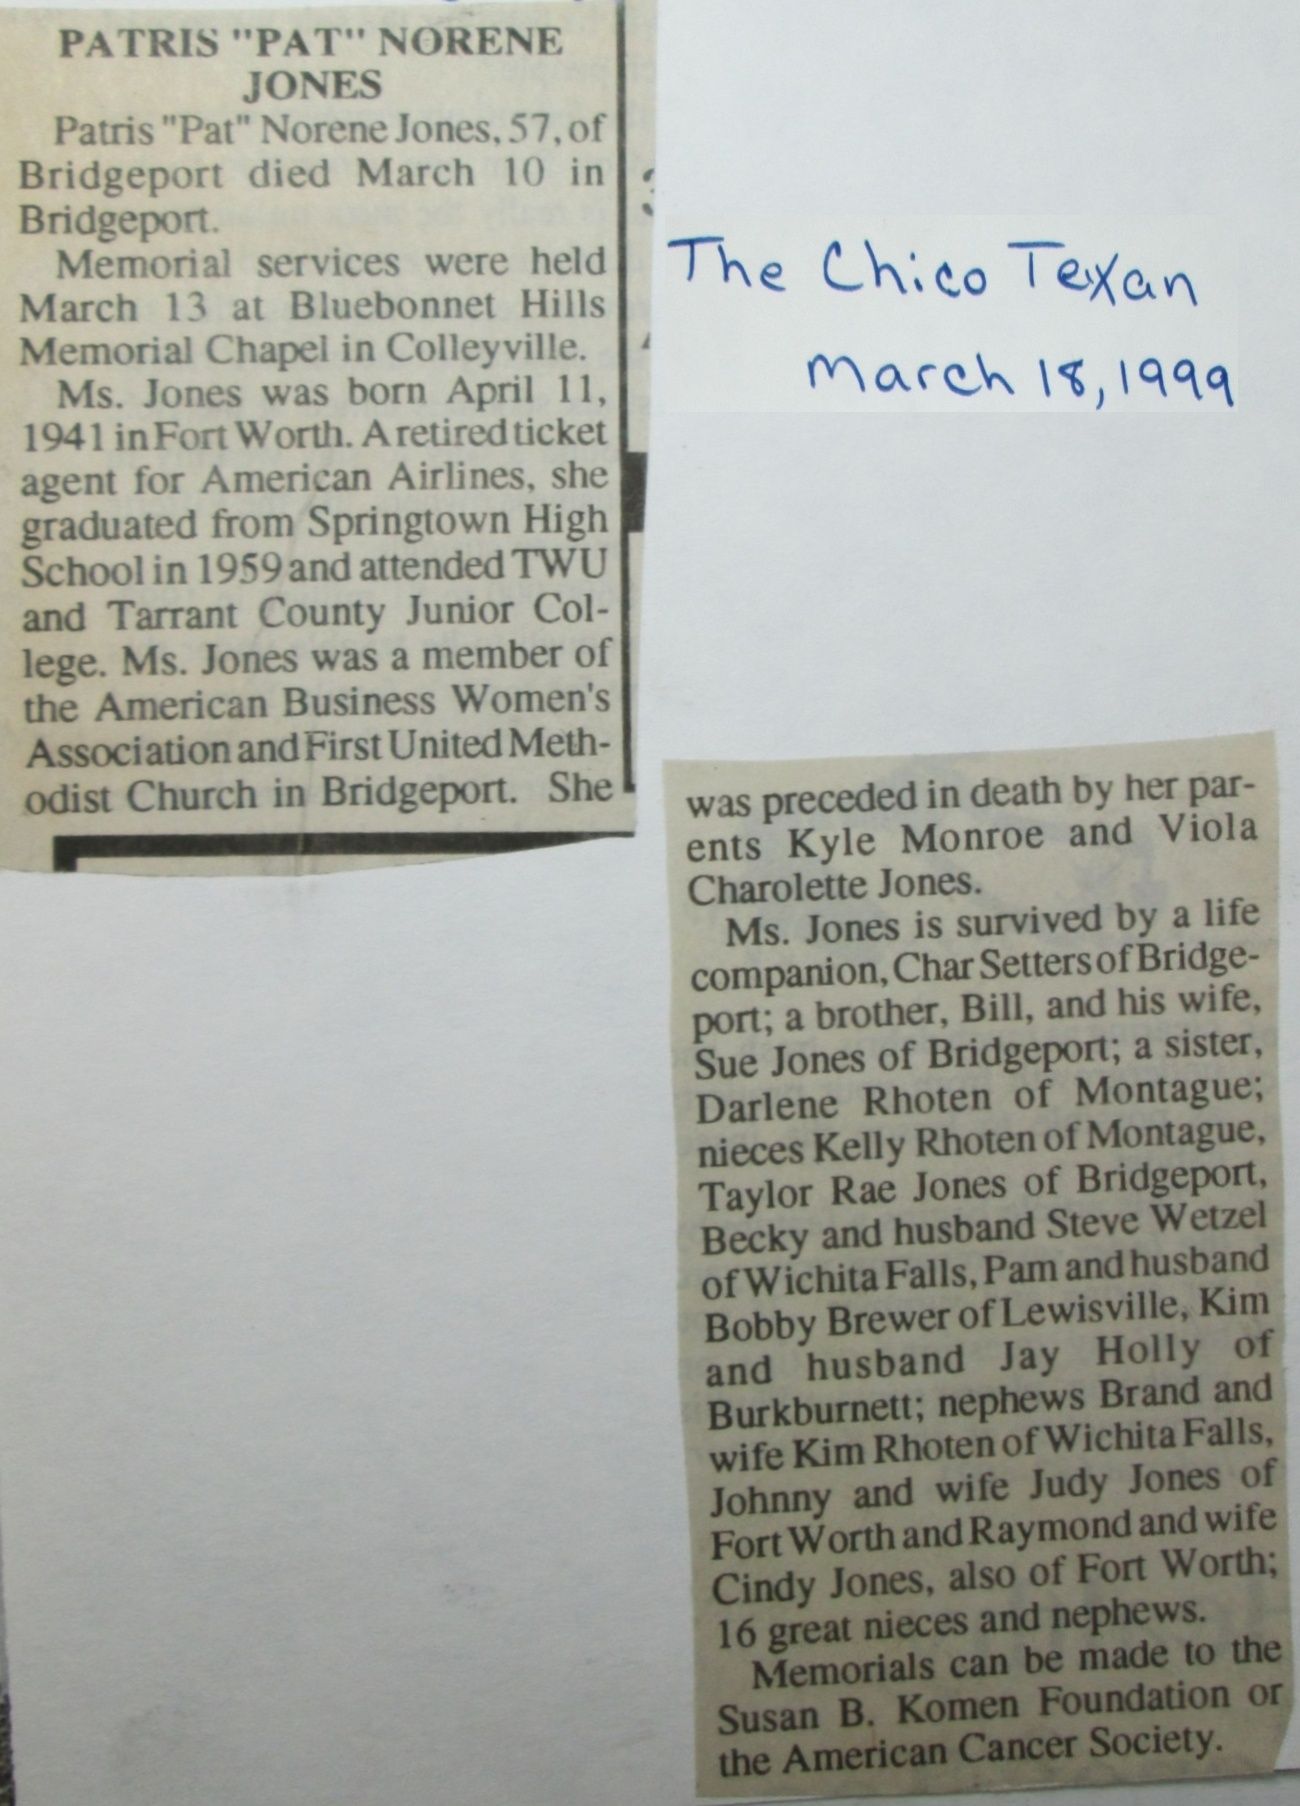 PATRIS "PAT" NORENE
JONES
Patris "Pat" Norene Jones, 57, of
Bridgeport died March 10 in
Bridgeport.
Memorial services were held
March 13 at Bluebonnet Hills
Memorial Chapel in Colleyville.
Ms. Jones was born April 11,
1941 in Fort Worth. A retired ticket
agent for American Airlines, she
graduated from Springtown High
School in 1959 and attended TWU
and Tarrant County Junior Col-
lege. Ms. Jones was a member of
the American Business Women's
Association and First United Meth-
odist Church in Bridgeport. She
The Chico Texan
March 18, 1999
was preceded in death by her par-
ents Kyle Monroe and Viola
Charolette Jones.
Ms. Jones is survived by a life
companion, Char Setters of Bridge-
port; a brother, Bill, and his wife,
Sue Jones of Bridgeport; a sister,
Darlene Rhoten of Montague;
nieces Kelly Rhoten of Montague,
Taylor Rae Jones of Bridgeport,
Becky and husband Steve Wetzel
of Wichita Falls, Pam and husband
Bobby Brewer of Lewisville, Kim
and husband Jay Holly of
Burkburnett; nephews Brand and
wife Kim Rhoten of Wichita Falls,
Johnny and wife Judy Jones of
Fort Worth and Raymond and wife
Cindy Jones, also of Fort Worth;
16 great nieces and nephews.
Memorials can be made to the
Susan B. Komen Foundation or
the American Cancer Society.